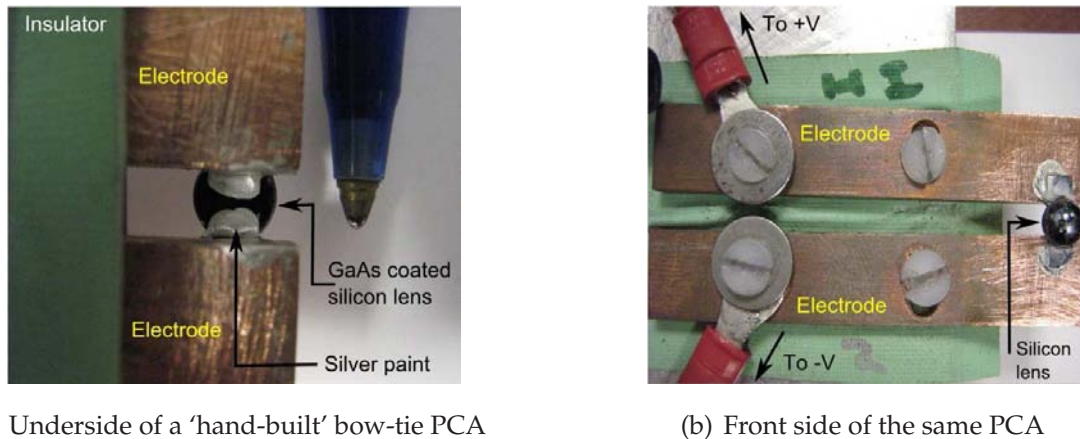 Insulator
Electrode
Electrode
GaAs coated
silicon lens
Silver paint
Underside of a ‘hand-built’ bow-tie PCA
To +V
HI
Electrode
Electrode
To -V
Silicon
lens
(b) Front side of the same PCA